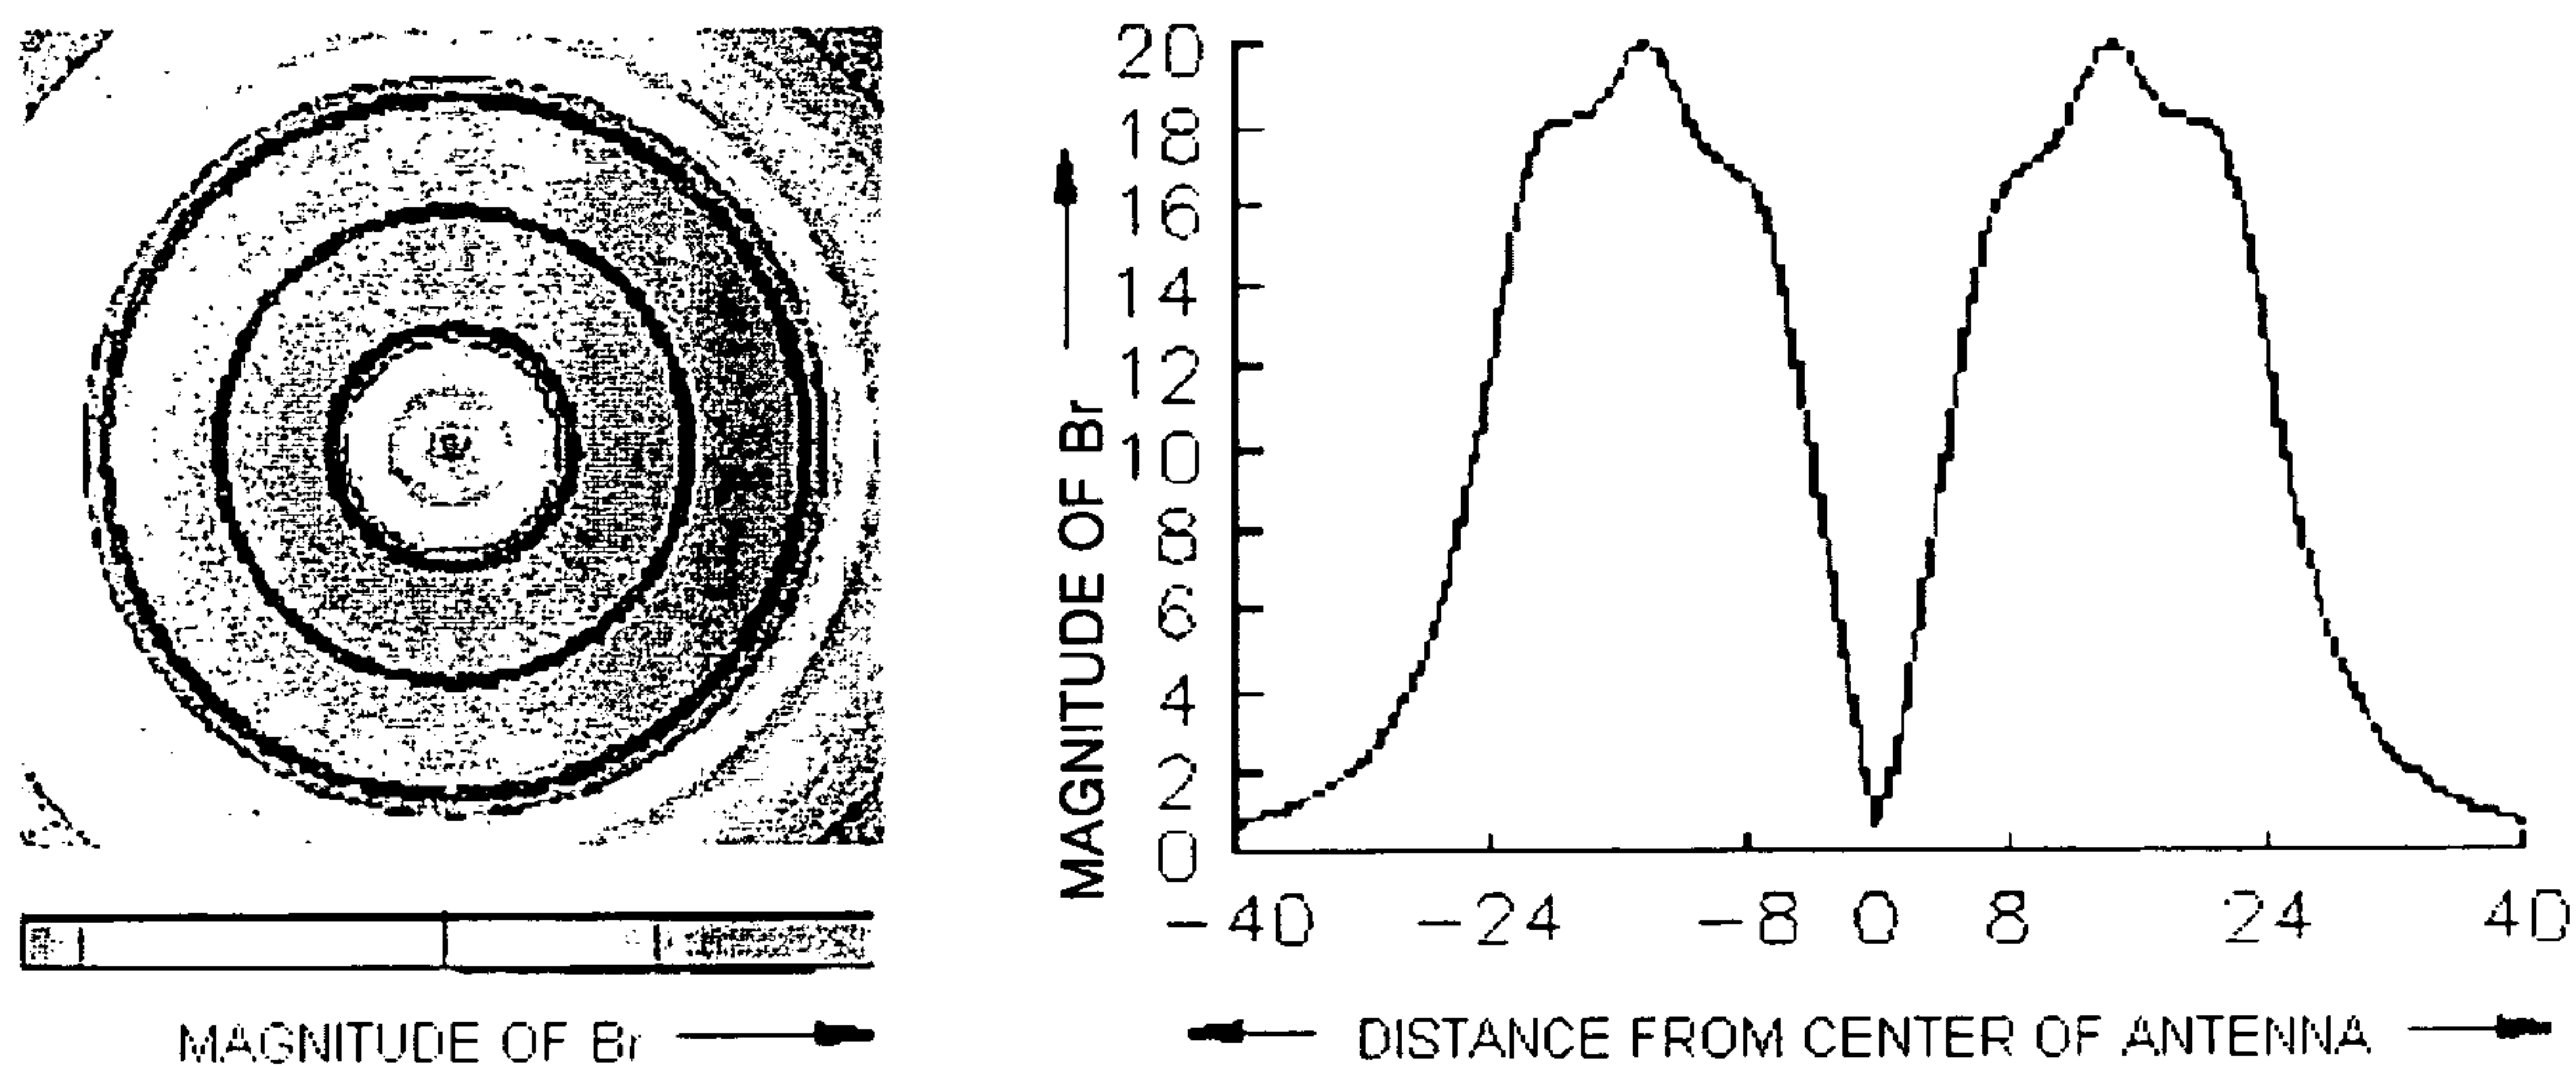 MAGNITUDE OF Br
20
18
16
14
12
10
8
6
4
2
0
MAGNITUDE OF Br
-40 -24 -8 0 8 24 40
DISTANCE FROM CENTER OF ANTENNA